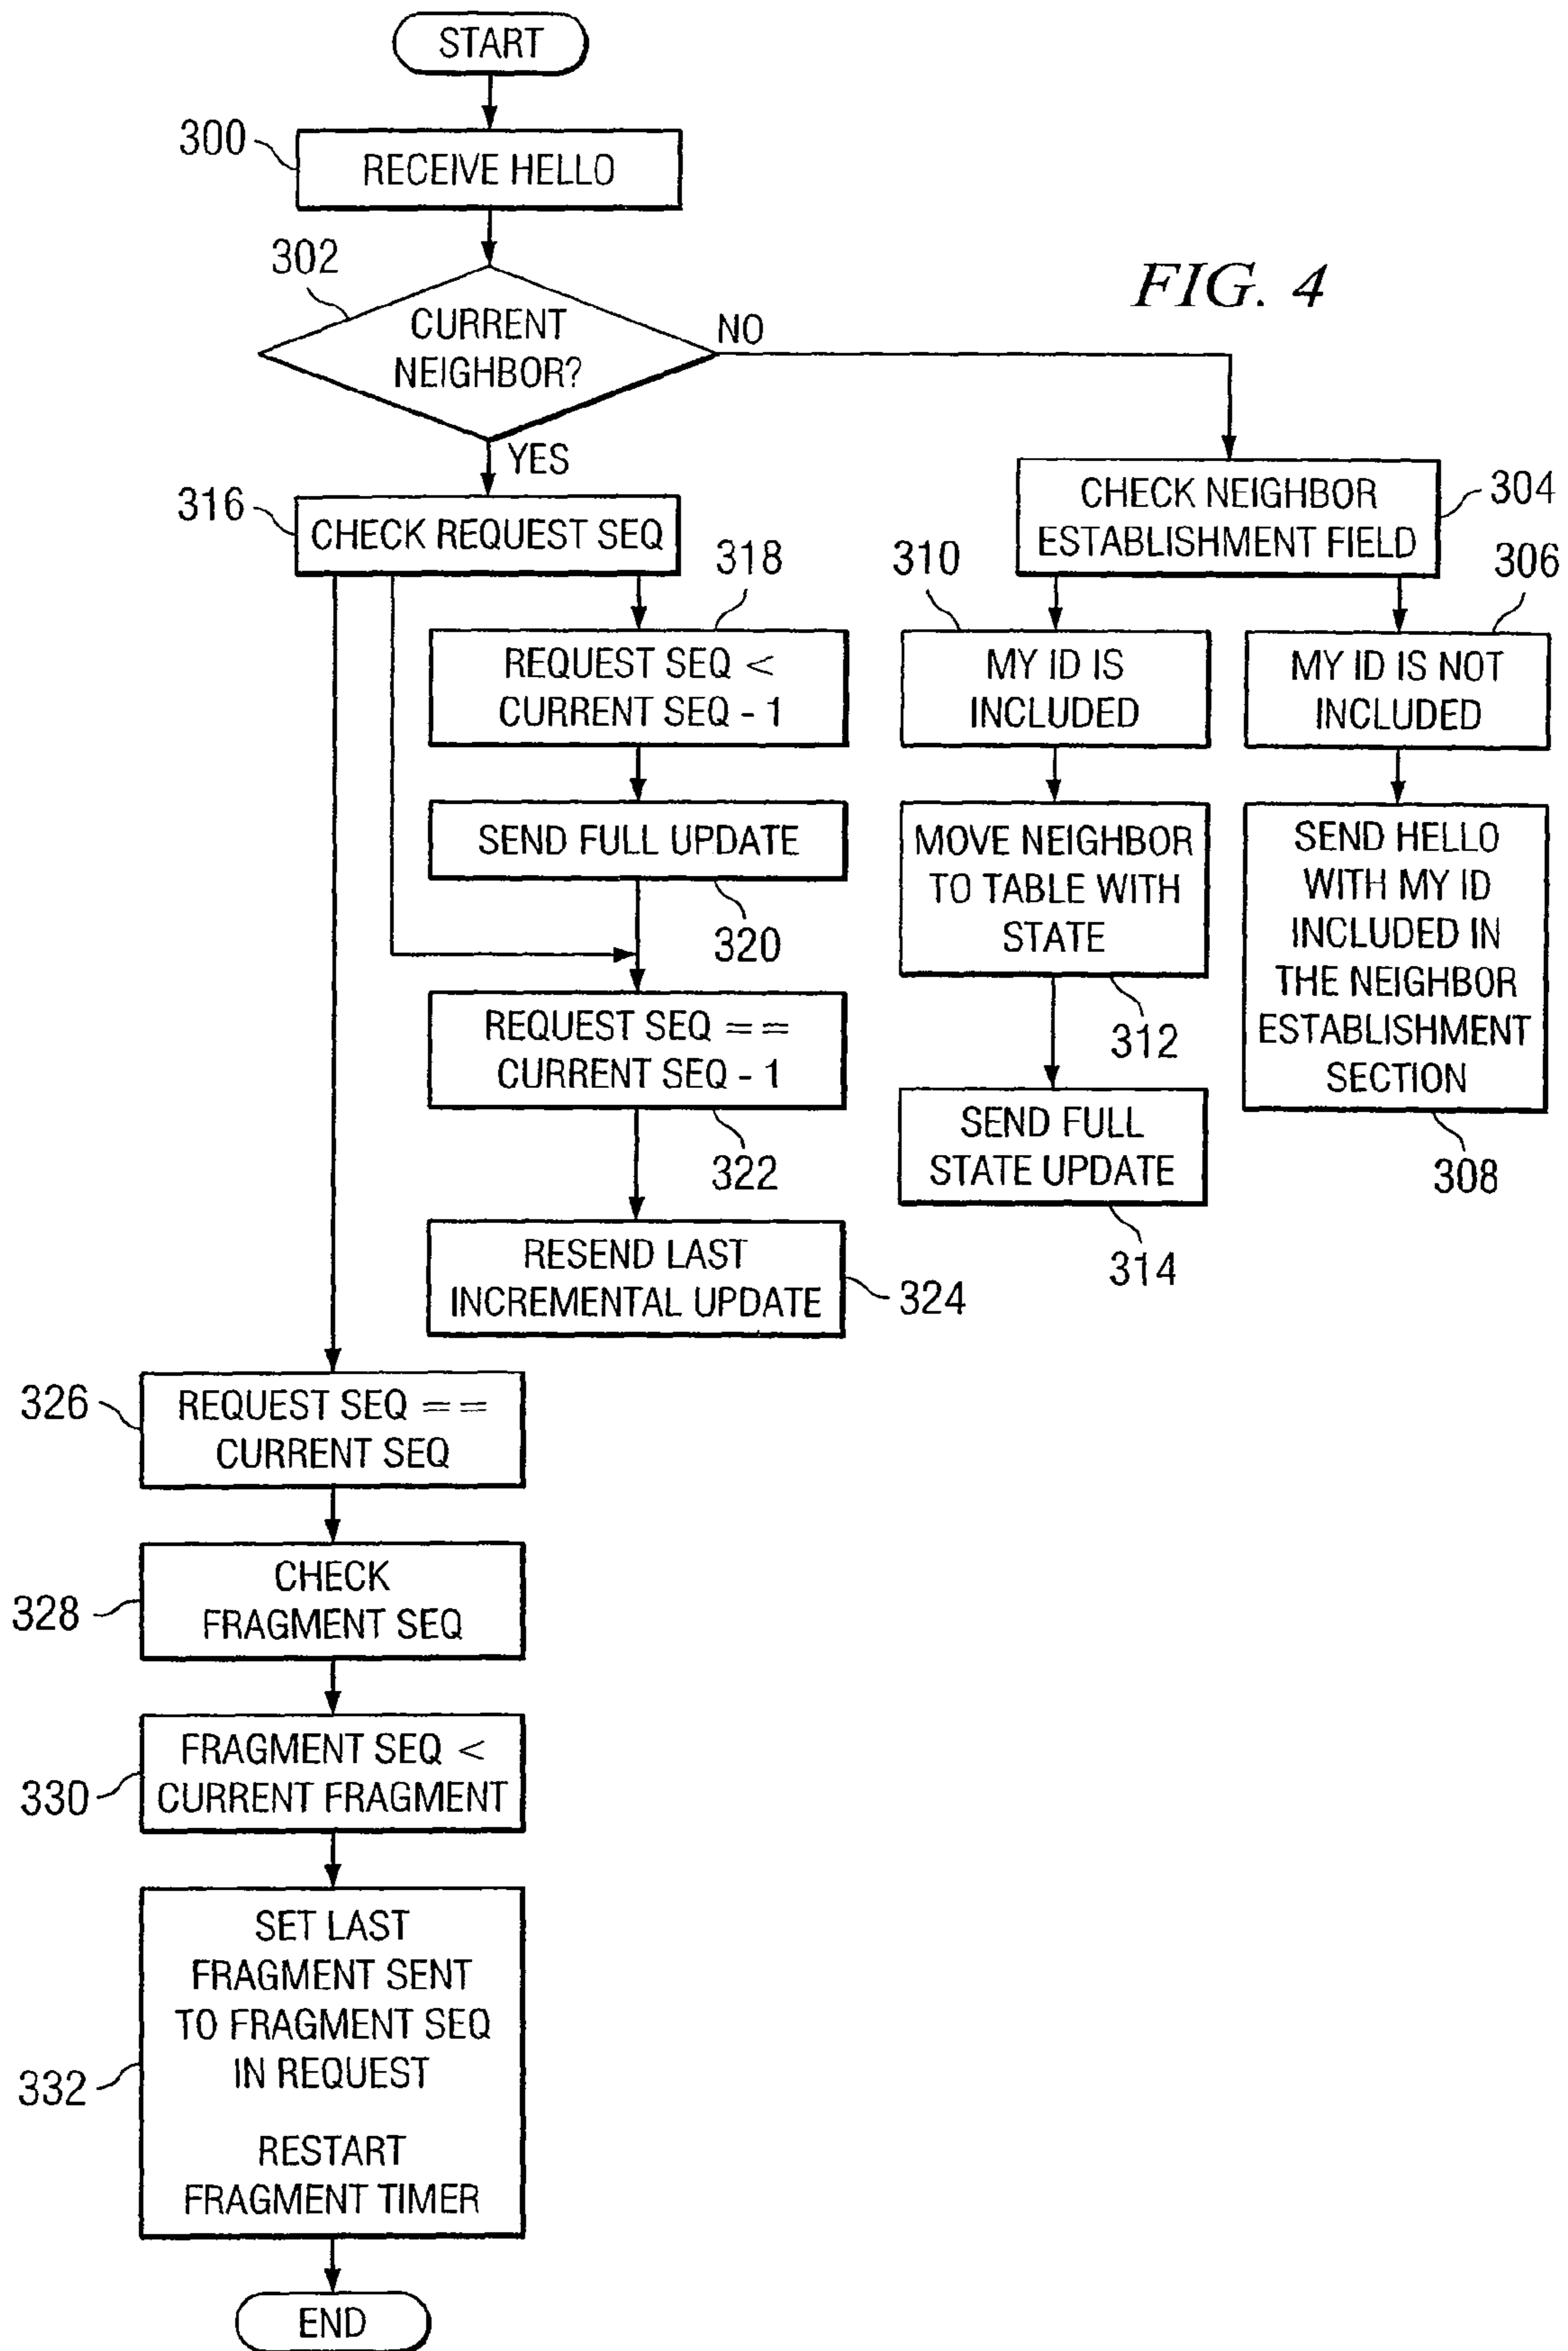 START
300
RECEIVE HELLO
302
CURRENT
NEIGHBOR?
NO
FIG. 4
YES
316
CHECK REQUEST SEQ
CHECK NEIGHBOR
ESTABLISHMENT FIELD
304
318
310
306
REQUEST SEQ <
CURRENT SEQ - 1
MY ID IS
INCLUDED
MY ID IS NOT
INCLUDED
SEND FULL UPDATE
320
MOVE NEIGHBOR
TO TABLE WITH
STATE
312
SEND HELLO
WITH MY ID
INCLUDED IN
THE NEIGHBOR
ESTABLISHMENT
SECTION
308
REQUEST SEQ ==
CURRENT SEQ - 1
322
SEND FULL
STATE UPDATE
314
RESEND LAST
INCREMENTAL UPDATE
324
326
REQUEST SEQ ==
CURRENT SEQ
328
CHECK
FRAGMENT SEQ
330
FRAGMENT SEQ <
CURRENT FRAGMENT
332
SET LAST
FRAGMENT SENT
TO FRAGMENT SEQ
IN REQUEST
RESTART
FRAGMENT TIMER
END